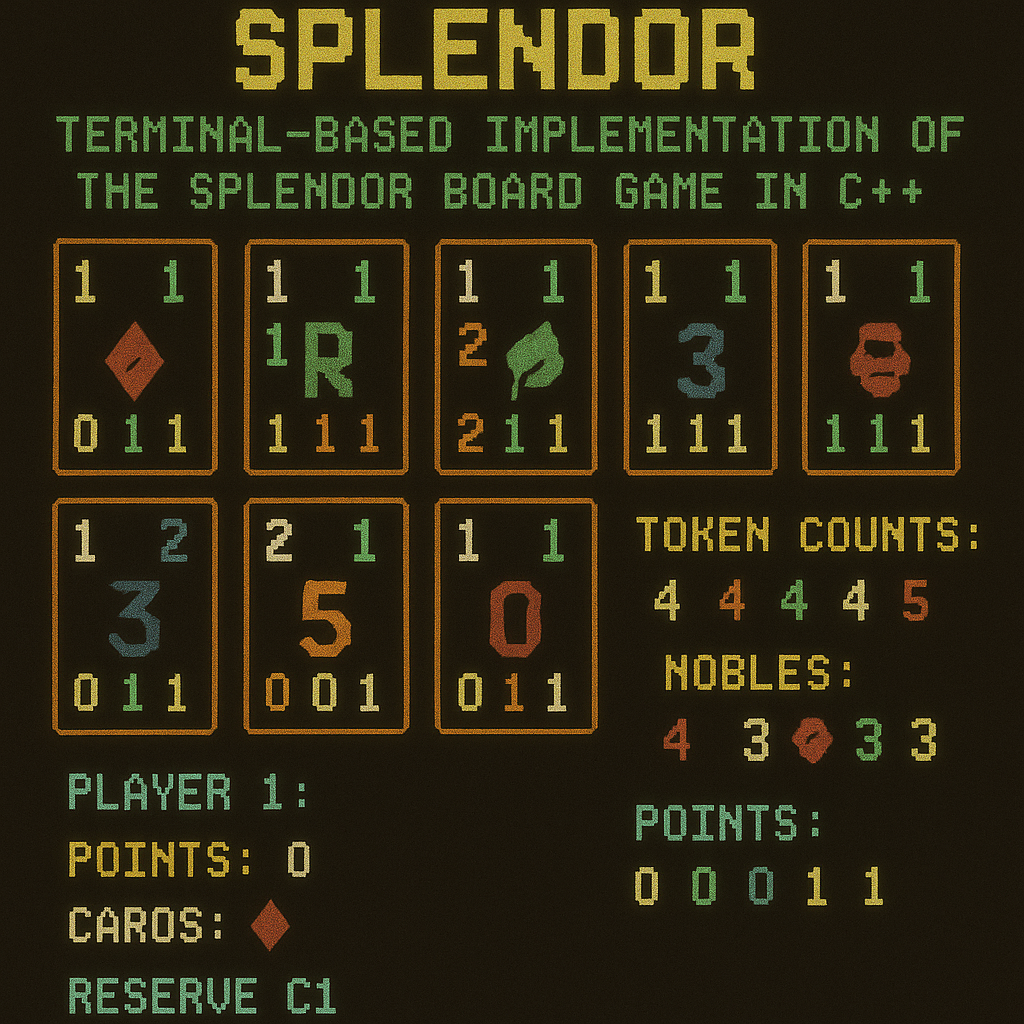 SPLENDOR
TERMINAL-BASED IMPLEMENTATION OF
THE SPLENDOR BOARD GAME IN C++
1 1 1 1 1 1 1 1 1 1
1 R 2 3
0 1 1 1 1 1 2 1 1 1 1 1 1 1 1
1 2 2 1 1 1
3 5 0
0 1 1 0 0 1 0 1 1
TOKEN COUNTS:
4 4 4 4 5
NOBLES:
4 3 3 3
PLAYER 1:
POINTS: 0
CAROS:
RESERVE C1
POINTS:
0 0 0 1 1